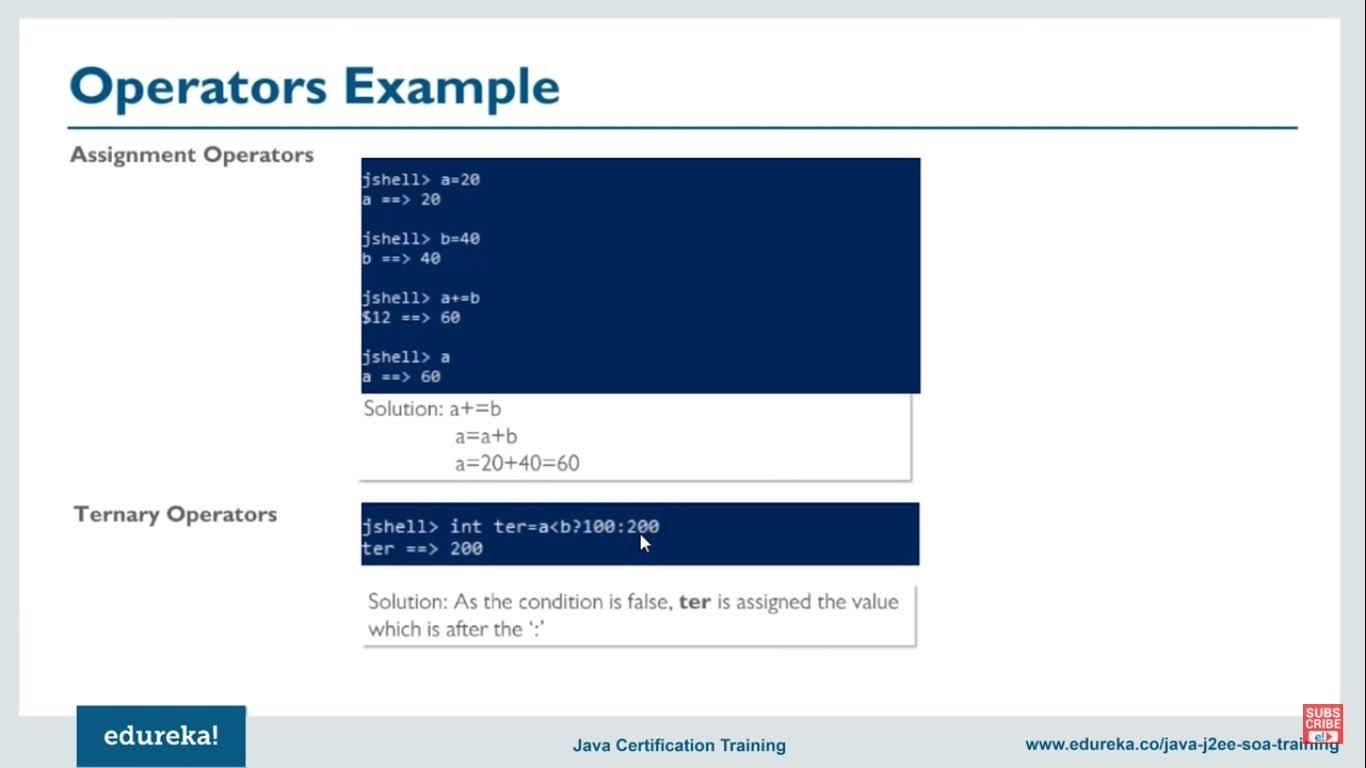 Operators Example
Assignment Operators
jshell> a=20
a ==> 20
jshell> b=40
b ==> 40
jshell> a+=b
$12 ==> 60
jshell> a
a ==> 60
Solution: a+=b
a=a+b
a=20+40=60
Ternary Operators
jshell> int ter=a<b?100:200
ter ==> 200
Solution: As the condition is false, ter is assigned the value
which is after the ‘:’
edureka!
Java Certification Training
www.edureka.co/java-j2ee-soa-training
SUBS
CRIBE
e!